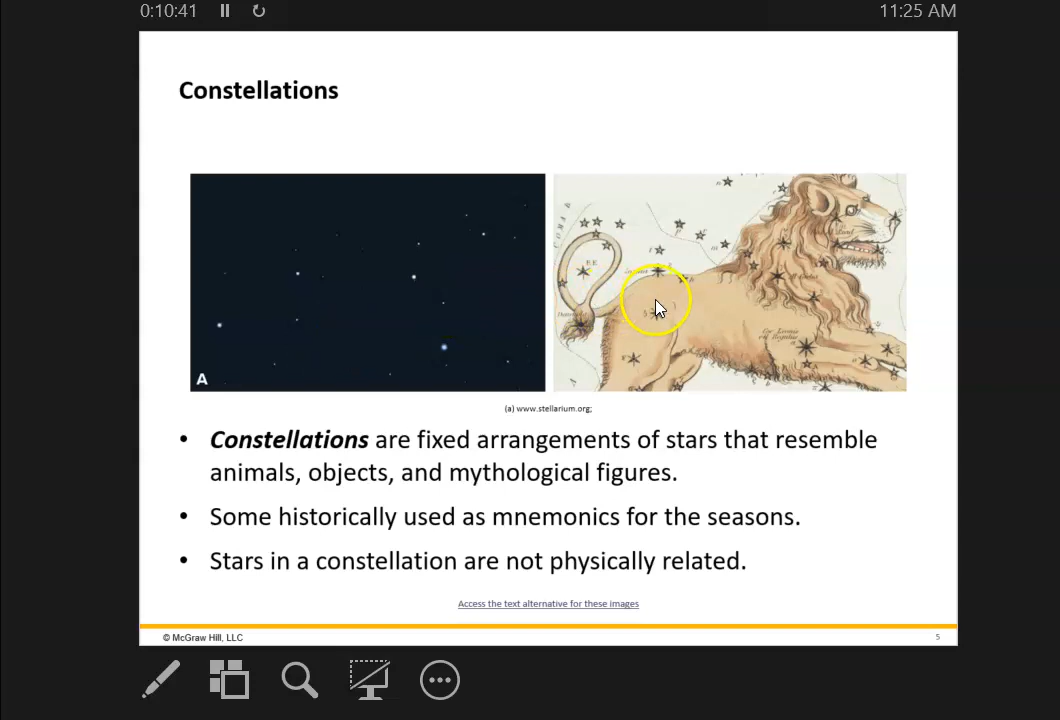 0:10:41
11:25 AM
Constellations
A
(a) www.stellarium.org;
• Constellations are fixed arrangements of stars that resemble
animals, objects, and mythological figures.
• Some historically used as mnemonics for the seasons.
• Stars in a constellation are not physically related.
Access the text alternative for these images
© McGraw Hill, LLC
5